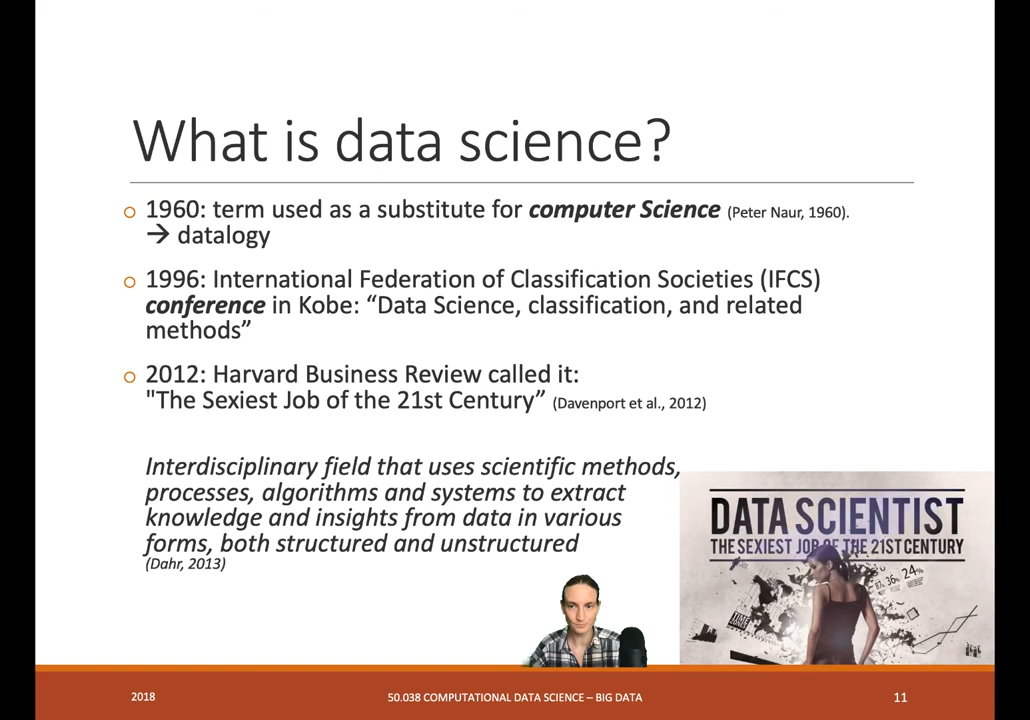 What is data science?
1960: term used as a substitute for computer Science (Peter Naur, 1960).
→ datalogy
1996: International Federation of Classification Societies (IFCS)
conference in Kobe: “Data Science, classification, and related
methods”
2012: Harvard Business Review called it:
"The Sexiest Job of the 21st Century” (Davenport et al., 2012)
Interdisciplinary field that uses scientific methods,
processes, algorithms and systems to extract
knowledge and insights from data in various
forms, both structured and unstructured
(Dahr, 2013)
DATA SCIENTIST
THE SEXIEST JOB OF THE 21ST CENTURY
36% 24%
2018
50.038 COMPUTATIONAL DATA SCIENCE – BIG DATA
11